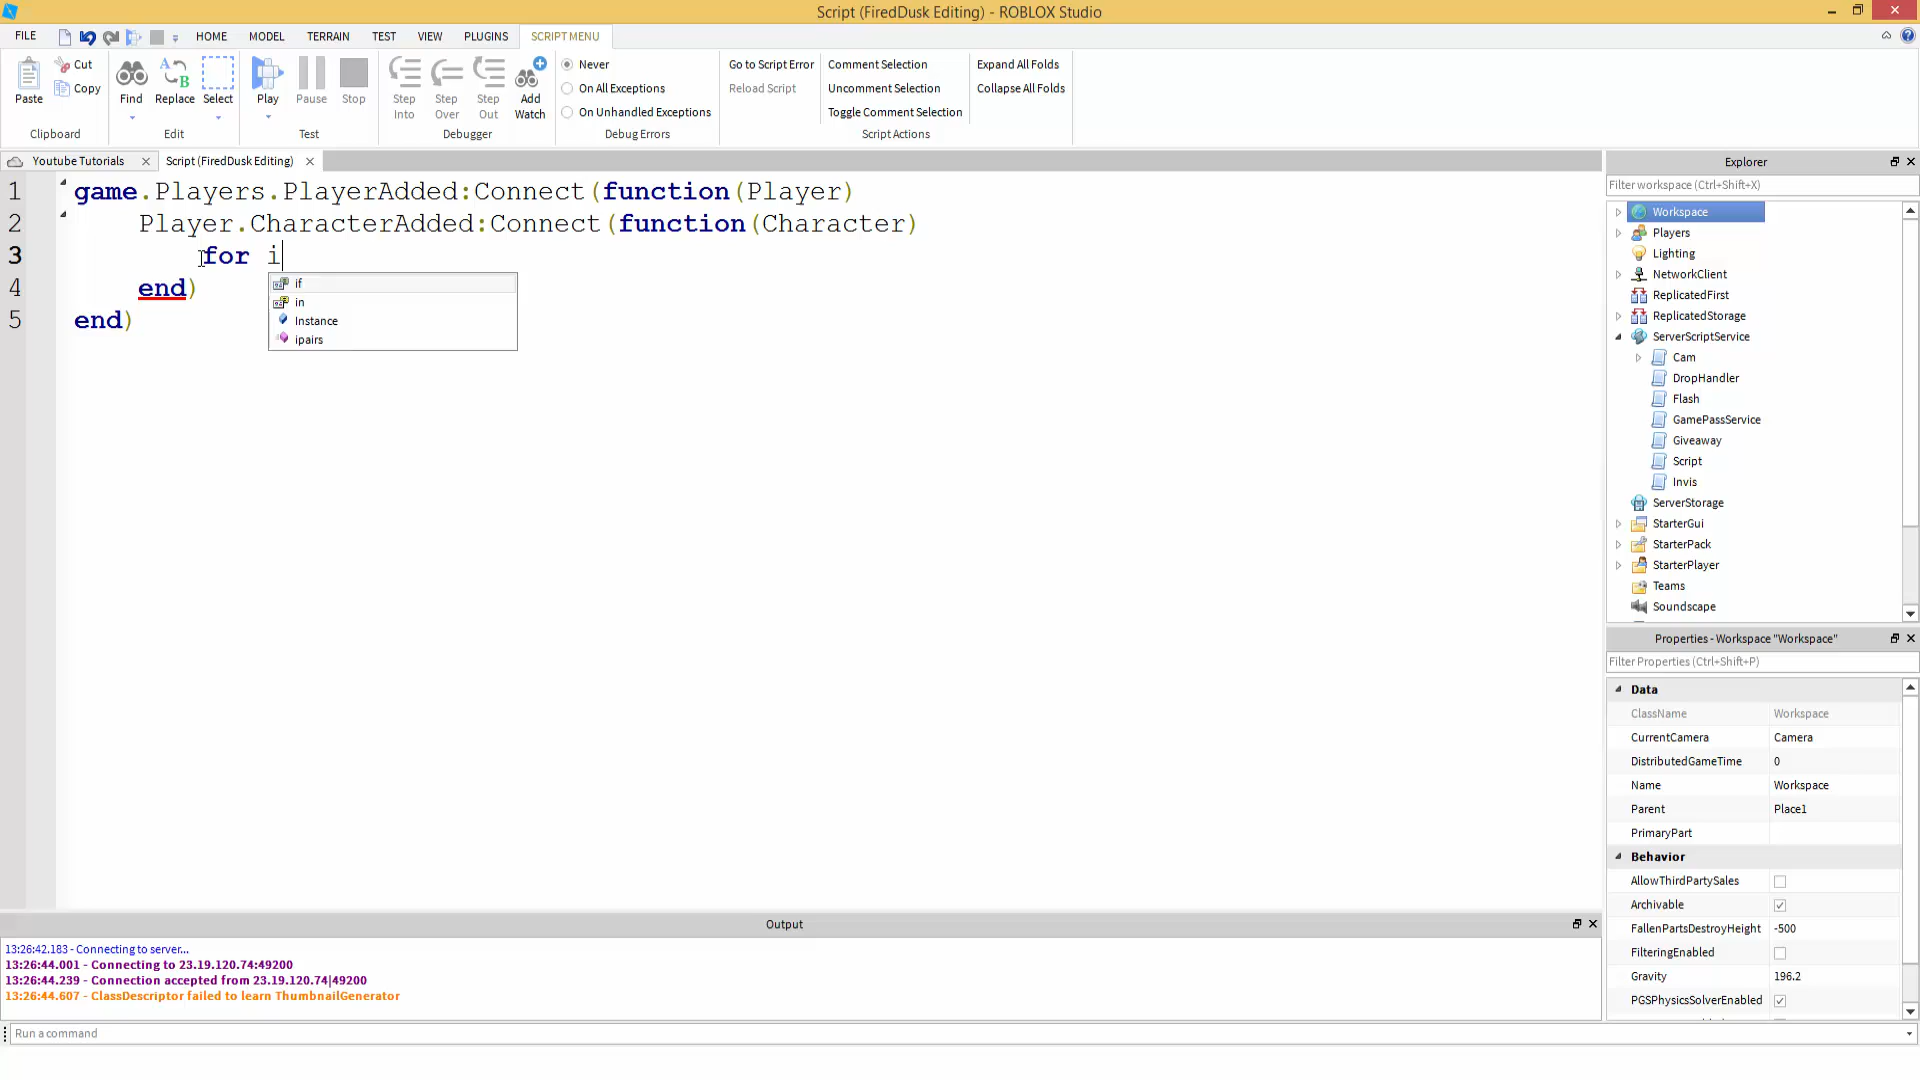 Script (FiredDusk Editing) - ROBLOX Studio
FILE HOME MODEL TERRAIN TEST VIEW PLUGINS SCRIPT MENU
Paste Cut Copy
Clipboard
Find Replace Select
Edit
Play Pause Stop
Test
Step Into Step Over Step Out Add Watch
Debugger
Never
On All Exceptions
On Unhandled Exceptions
Debug Errors
Go to Script Error
Reload Script
Comment Selection
Uncomment Selection
Toggle Comment Selection
Expand All Folds
Collapse All Folds
Script Actions
Youtube Tutorials Script (FiredDusk Editing)
1 game.Players.PlayerAdded:Connect(function(Player)
2 Player.CharacterAdded:Connect(function(Character)
3 for i
4 end)
5 end)
if
in
Instance
ipairs
Explorer
Filter workspace (Ctrl+Shift+X)
Workspace
Players
Lighting
NetworkClient
ReplicatedFirst
ReplicatedStorage
ServerScriptService
Cam
DropHandler
Flash
GamePassService
Giveaway
Script
Invis
ServerStorage
StarterGui
StarterPack
StarterPlayer
Teams
Soundscape
Properties - Workspace "Workspace"
Filter Properties (Ctrl+Shift+P)
Data
ClassName Workspace
CurrentCamera Camera
DistributedGameTime 0
Name Workspace
Parent Place1
PrimaryPart
Behavior
AllowThirdPartySales
Archivable
FallenPartsDestroyHeight -500
FilteringEnabled
Gravity 196.2
PGSPhysicsSolverEnabled
Output
13:26:42.183 - Connecting to server...
13:26:44.001 - Connecting to 23.19.120.74:49200
13:26:44.239 - Connection accepted from 23.19.120.74|49200
13:26:44.607 - ClassDescriptor failed to learn ThumbnailGenerator
Run a command